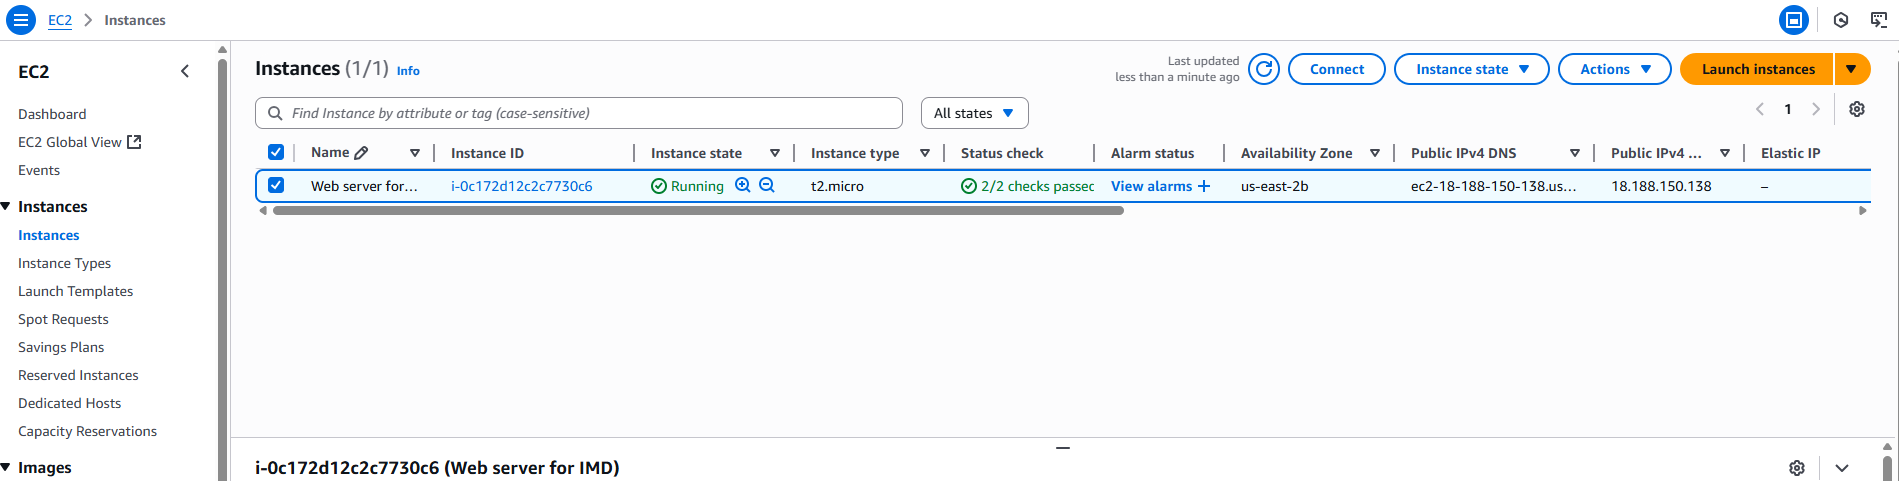 EC2 > Instances
EC2
Dashboard
EC2 Global View
Events
Instances
Instances
Instance Types
Launch Templates
Spot Requests
Savings Plans
Reserved Instances
Dedicated Hosts
Capacity Reservations
Images
Instances (1/1) Info
Last updated
less than a minute ago
Connect
Instance state
Actions
Launch instances
Find Instance by attribute or tag (case-sensitive)
All states
1
Name Instance ID Instance state Instance type Status check Alarm status Availability Zone Public IPv4 DNS Public IPv4 ... Elastic IP
Web server for... i-0c172d12c2c7730c6 Running t2.micro 2/2 checks passec View alarms + us-east-2b ec2-18-188-150-138.us... 18.188.150.138 –
i-0c172d12c2c7730c6 (Web server for IMD)